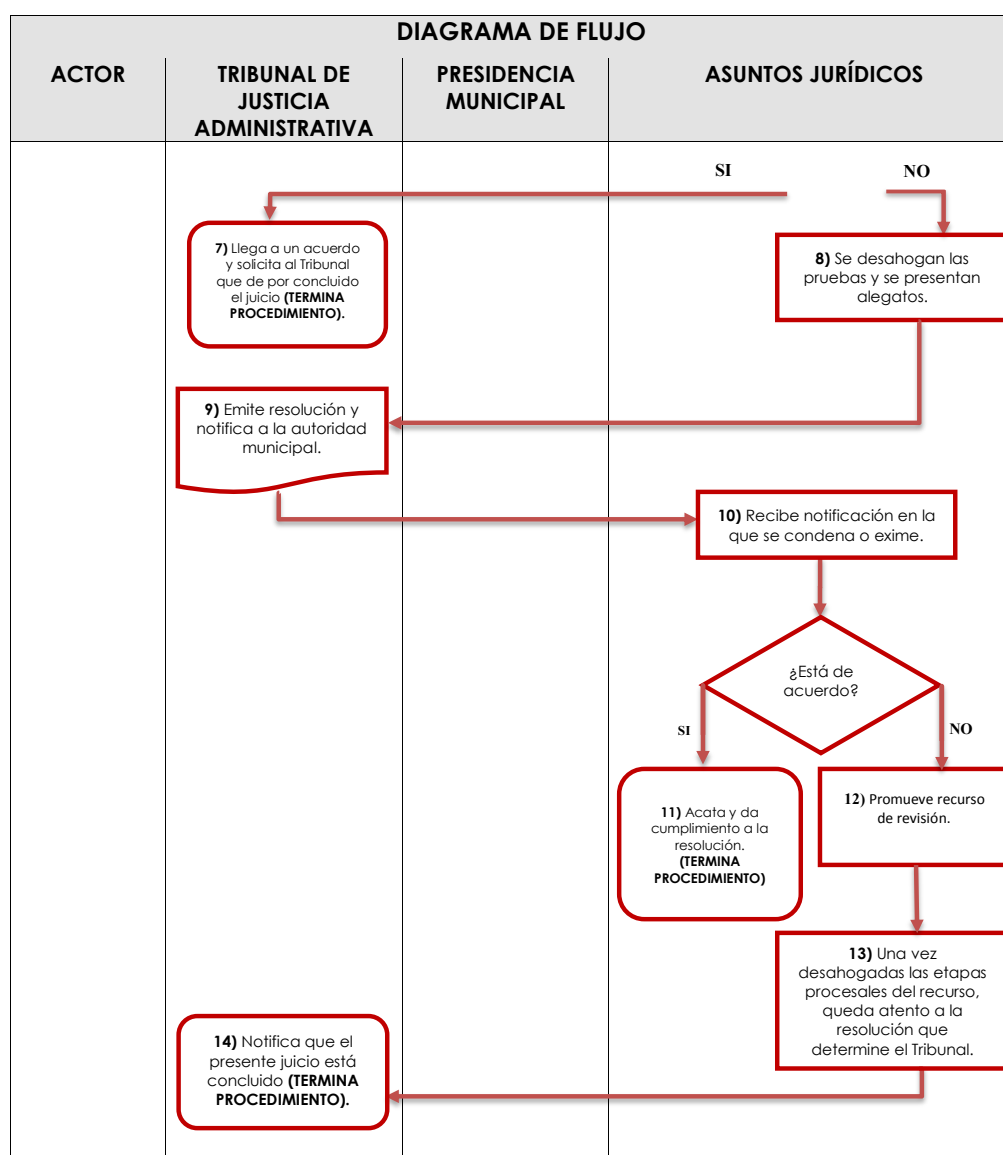 DIAGRAMA DE FLUJO
ACTOR
TRIBUNAL DE
JUSTICIA
ADMINISTRATIVA
PRESIDENCIA
MUNICIPAL
ASUNTOS JURÍDICOS
SI
NO
7) Llega a un acuerdo
y solicita al Tribunal
que de por concluido
el juicio (TERMINA
PROCEDIMIENTO).
8) Se desahogan las
pruebas y se presentan
alegatos.
9) Emite resolución y
notifica a la autoridad
municipal.
10) Recibe notificación en la
que se condena o exime.
¿Está de
acuerdo?
SI
NO
11) Acata y da
cumplimiento a la
resolución.
(TERMINA
PROCEDIMIENTO)
12) Promueve recurso
de revisión.
13) Una vez
desahogadas las etapas
procesales del recurso,
queda atento a la
resolución que
determine el Tribunal.
14) Notifica que el
presente juicio está
concluido (TERMINA
PROCEDIMIENTO).